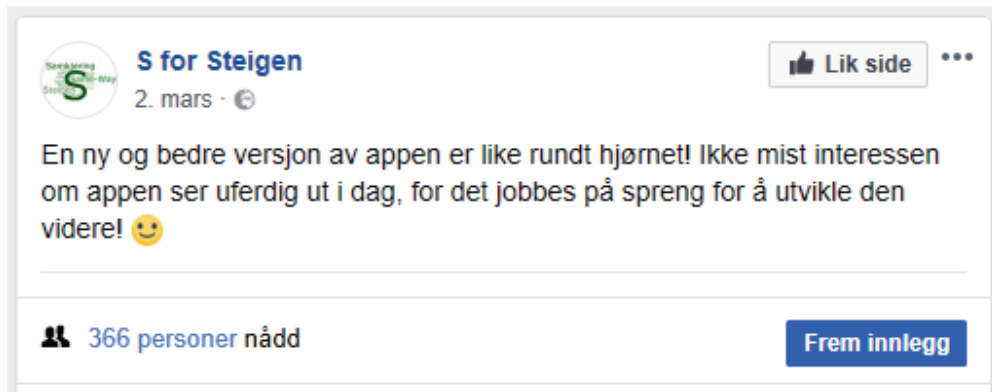 S for Steigen
Lik side
2. mars
En ny og bedre versjon av appen er like rundt hjørnet! Ikke mist interessen
om appen ser uferdig ut i dag, for det jobbes på spreng for å utvikle den
videre!
366 personer nådd
Frem innlegg